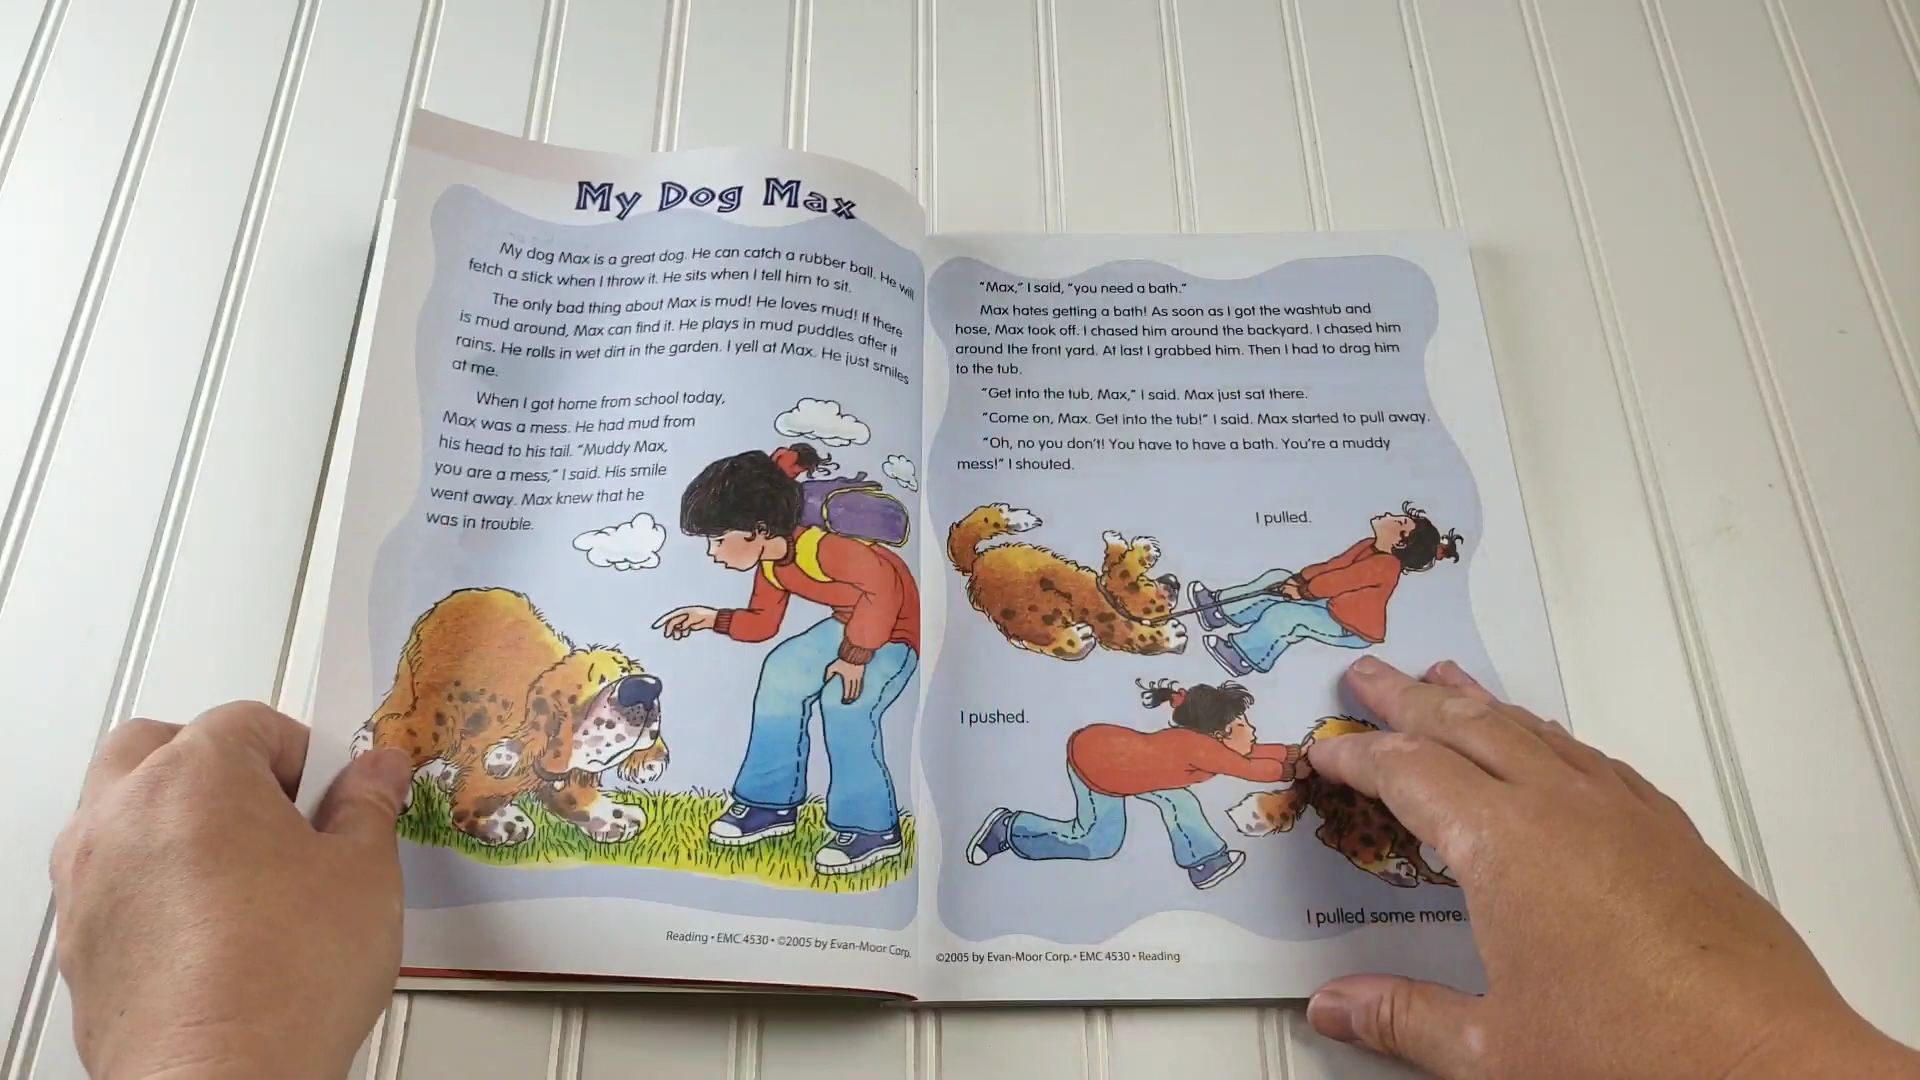 My Dog Max
My dog Max is a great dog. He can catch a rubber ball. He will
fetch a stick when I throw it. He sits when I tell him to sit.
The only bad thing about Max is mud! He loves mud! If there
is mud around, Max can find it. He plays in mud puddles after it
rains. He rolls in wet dirt in the garden. I yell at Max. He just smiles
at me.
When I got home from school today,
Max was a mess. He had mud from
his head to his tail. “Muddy Max,
you are a mess,” I said. His smile
went away. Max knew that he
was in trouble.
Reading • EMC 4530 • ©2005 by Evan-Moor Corp.
“Max,” I said, “you need a bath.”
Max hates getting a bath! As soon as I got the washtub and
hose, Max took off. I chased him around the backyard. I chased him
around the front yard. At last I grabbed him. Then I had to drag him
to the tub.
“Get into the tub, Max,” I said. Max just sat there.
“Come on, Max. Get into the tub!” I said. Max started to pull away.
“Oh, no you don’t! You have to have a bath. You’re a muddy
mess!” I shouted.
I pulled.
I pushed.
I pulled some more.
©2005 by Evan-Moor Corp. • EMC 4530 • Reading